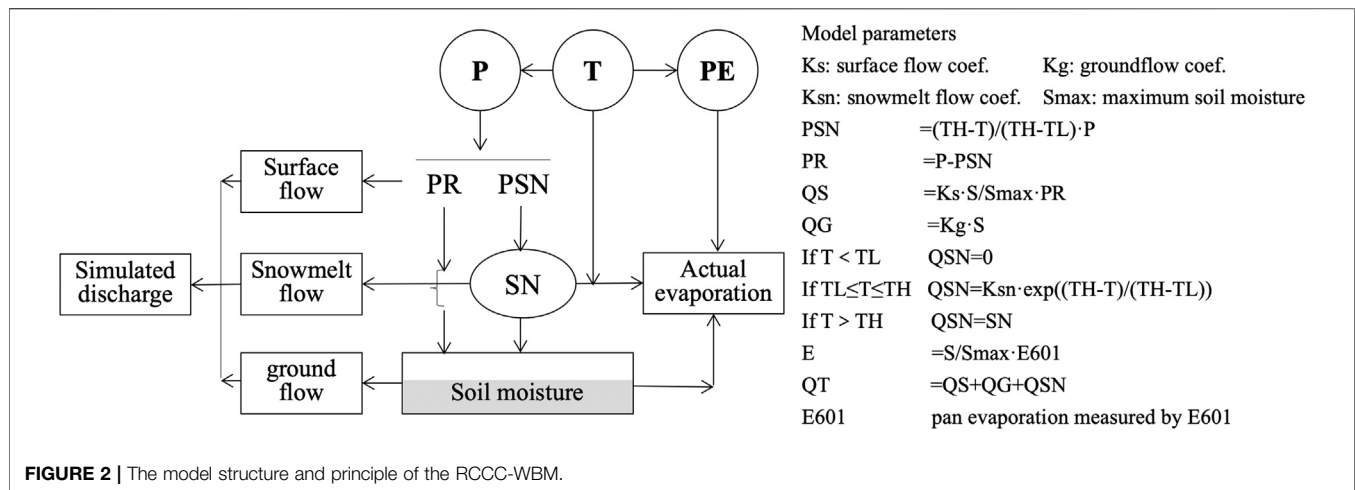 P
T
PE
PR
PSN
Surface
flow
Snowmelt
flow
ground
flow
Simulated
discharge
SN
Actual
evaporation
Soil moisture
Model parameters
Ks: surface flow coef. Kg: groundflow coef.
Ksn: snowmelt flow coef. Smax: maximum soil moisture
PSN =(TH-T)/(TH-TL)·P
PR =P-PSN
QS =Ks·S/Smax·PR
QG =Kg·S
If T < TL QSN=0
If TL≤T≤TH QSN=Ksn·exp((TH-T)/(TH-TL))
If T > TH QSN=SN
E =S/Smax·E601
QT =QS+QG+QSN
E601 pan evaporation measured by E601
FIGURE 2 | The model structure and principle of the RCCC-WBM.